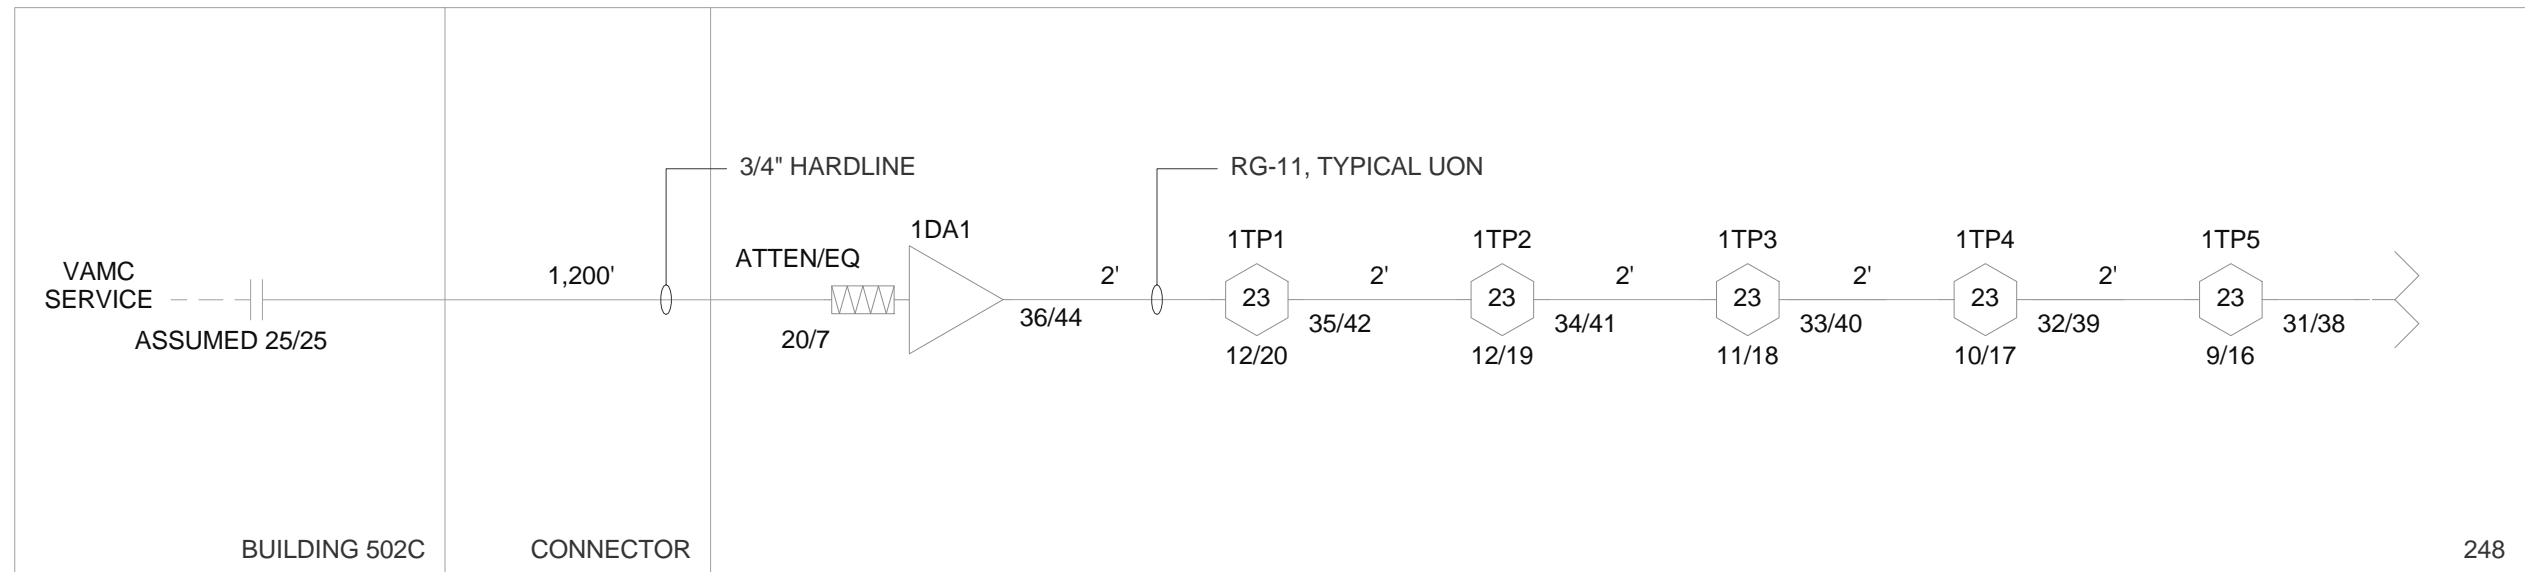 3/4" HARDLINE
RG-11, TYPICAL UON
1DA1
1TP1
1TP2
1TP3
1TP4
1TP5
ATTEN/EQ
VAMC
SERVICE
1,200'
2'
2'
2'
2'
2'
23
23
23
23
23
ASSUMED 25/25
20/7
36/44
35/42
34/41
33/40
32/39
31/38
12/20
12/19
11/18
10/17
9/16
BUILDING 502C
CONNECTOR
248